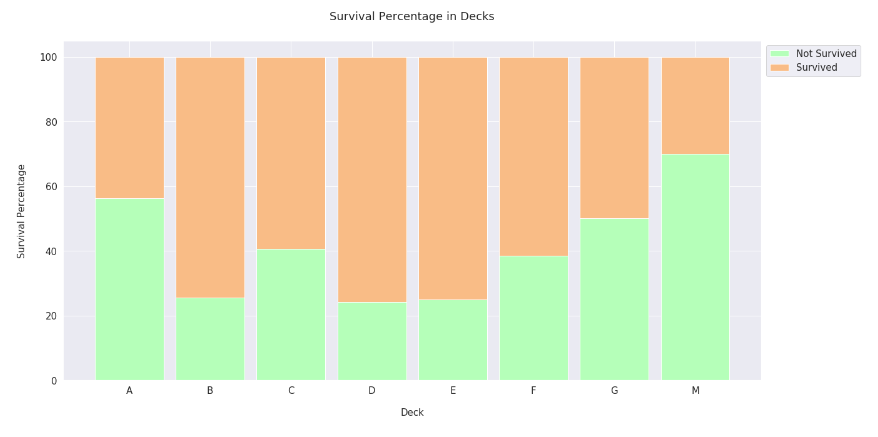 Survival Percentage in Decks
Not Survived
Survived
100
80
60
40
20
0
Survival Percentage
A B C D E F G M
Deck